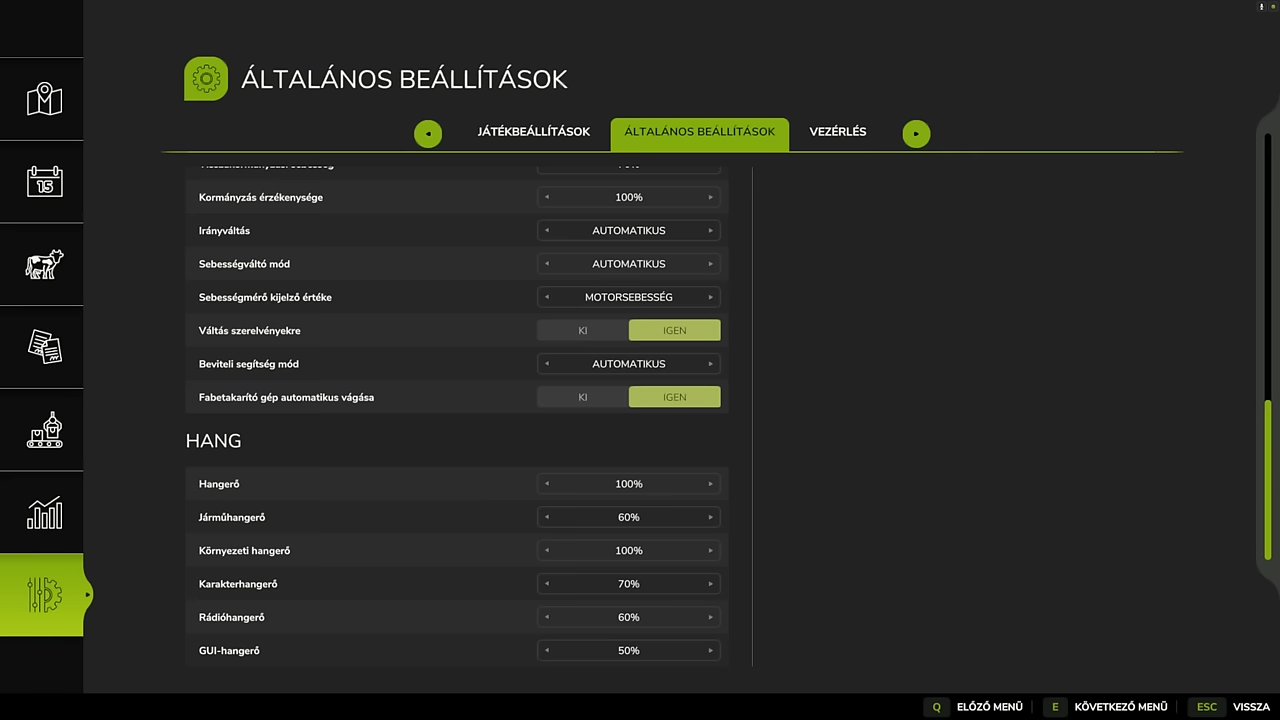 ÁLTALÁNOS BEÁLLÍTÁSOK
JÁTÉKBEÁLLÍTÁSOK
ÁLTALÁNOS BEÁLLÍTÁSOK
VEZÉRLÉS
15
Kormányzás érzékenysége 100%
Irányváltás AUTOMATIKUS
Sebességváltó mód AUTOMATIKUS
Sebességmérő kijelző értéke MOTORSEBESSÉG
Váltás szerelvényekre KI IGEN
Beviteli segítség mód AUTOMATIKUS
Fabetakarító gép automatikus vágása KI IGEN
HANG
Hangerő 100%
Járműhangerő 60%
Környezeti hangerő 100%
Karakterhangerő 70%
Rádióhangerő 60%
GUI-hangerő 50%
Q ELŐZŐ MENÜ E KÖVETKEZŐ MENÜ ESC VISSZA